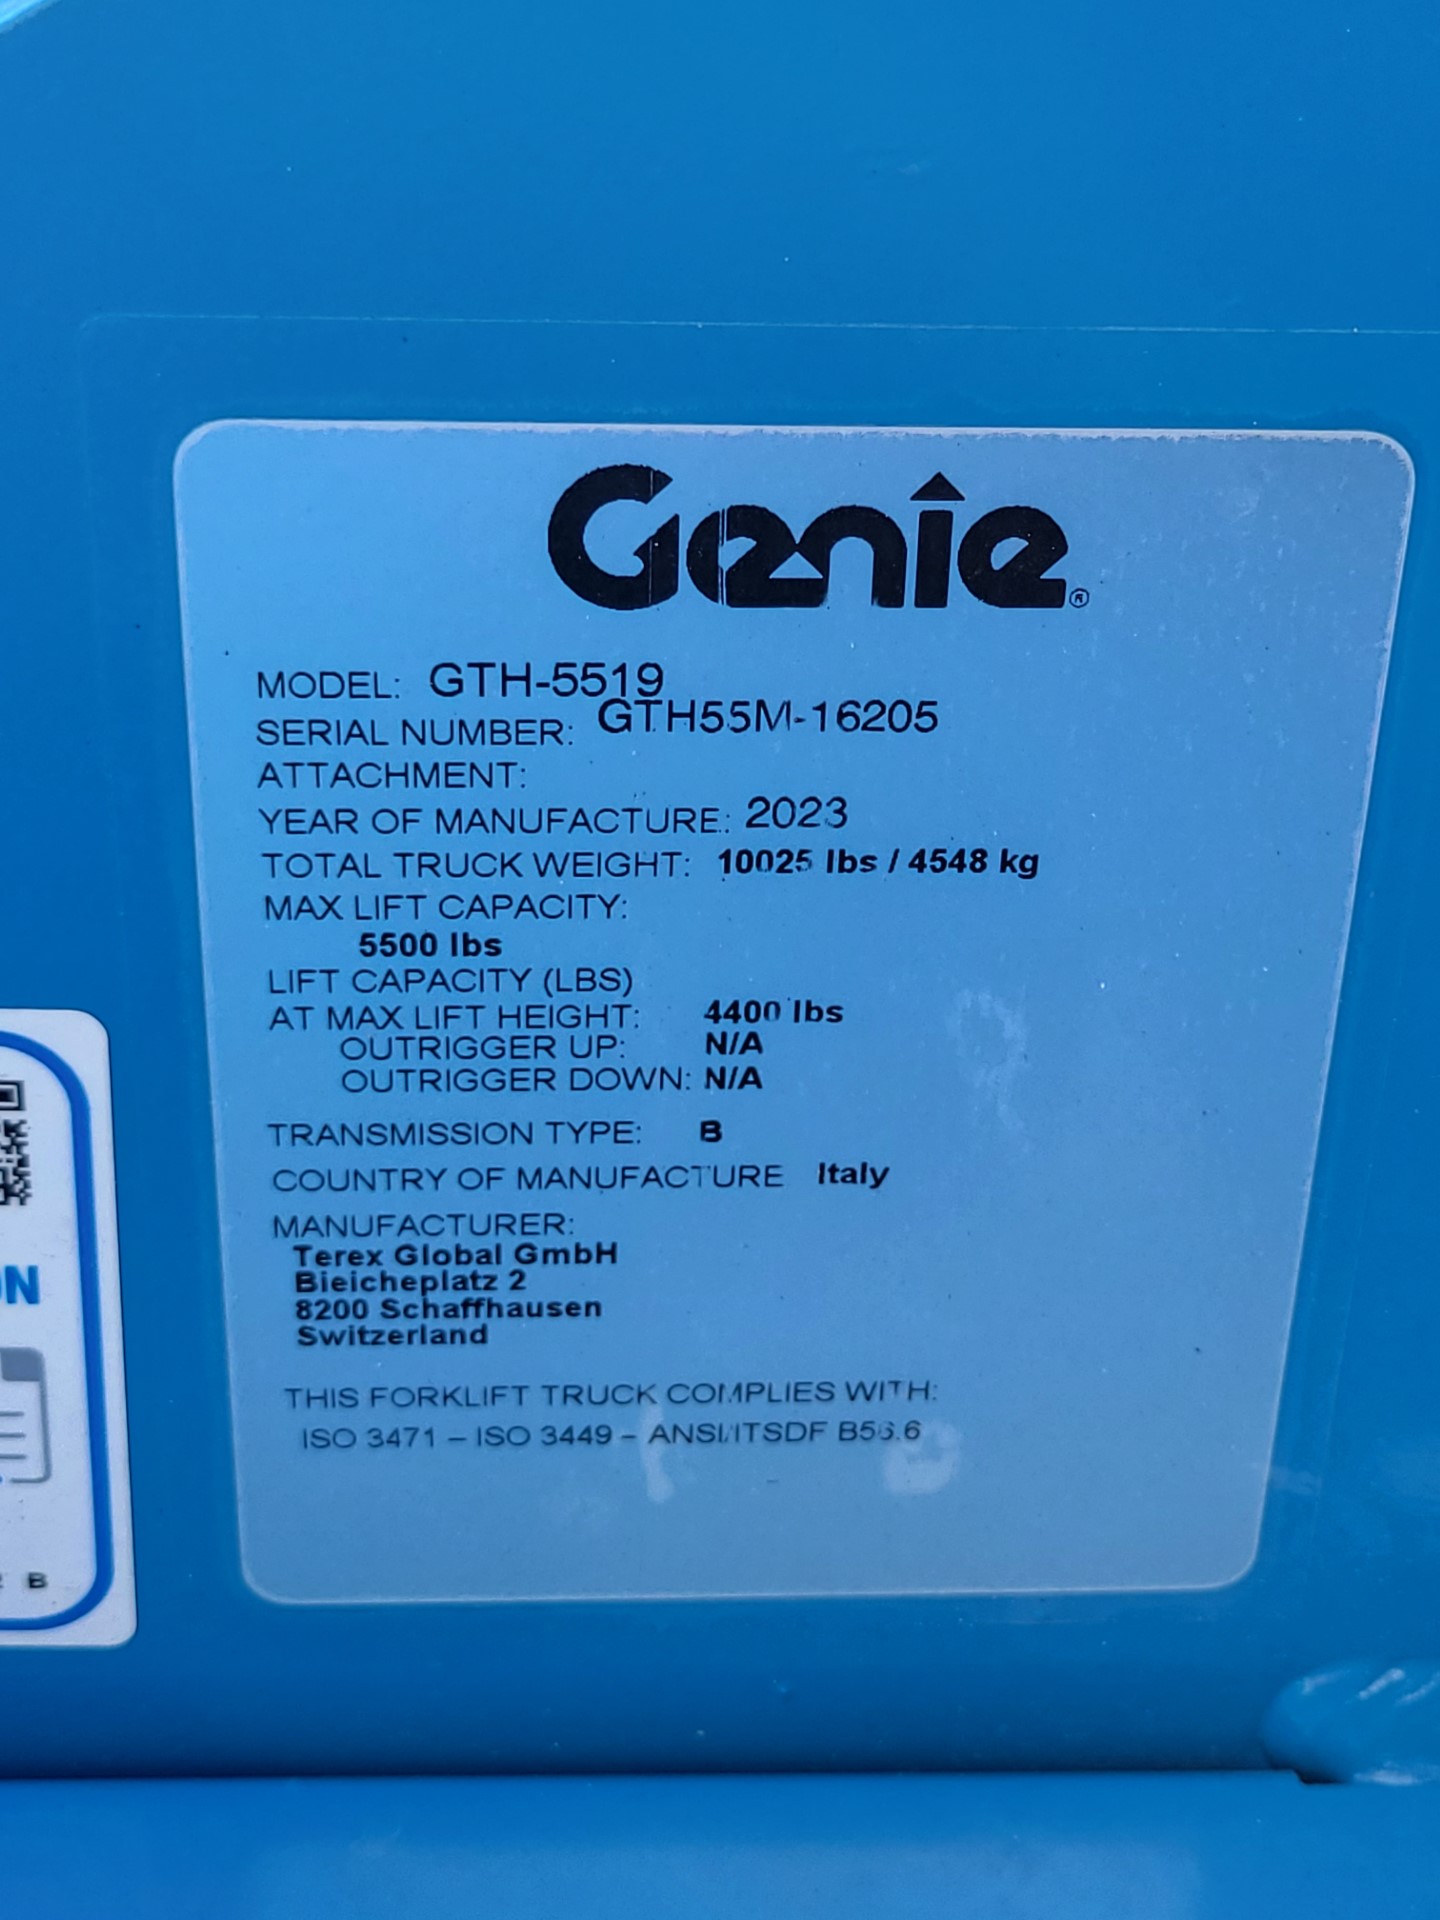 Genie®
MODEL: GTH-5519
SERIAL NUMBER: GTH55M-16205
ATTACHMENT:
YEAR OF MANUFACTURE: 2023
TOTAL TRUCK WEIGHT: 10025 lbs / 4548 kg
MAX LIFT CAPACITY:
5500 lbs
LIFT CAPACITY (LBS)
AT MAX LIFT HEIGHT: 4400 lbs
OUTRIGGER UP: N/A
OUTRIGGER DOWN: N/A
TRANSMISSION TYPE: B
COUNTRY OF MANUFACTURE Italy
MANUFACTURER:
Terex Global GmbH
Bieicheplatz 2
8200 Schaffhausen
Switzerland
THIS FORKLIFT TRUCK COMPLIES WITH:
ISO 3471 – ISO 3449 – ANSI/ITSDF B56.6
B